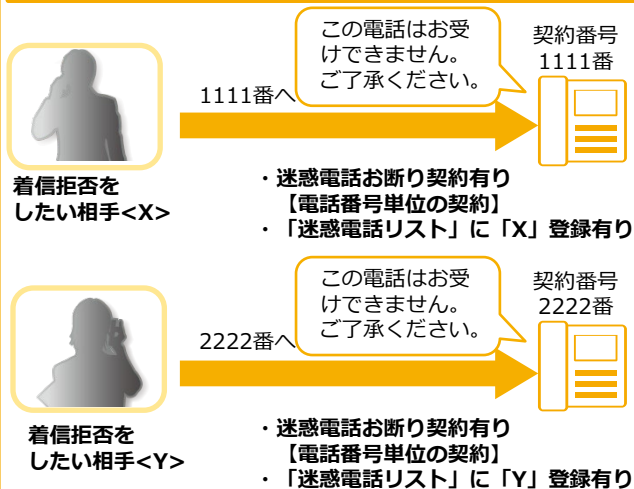 この電話はお受
けできません。
ご了承ください。
契約番号
1111番
1111番へ
着信拒否を
したい相手<X>
・迷惑電話お断り契約有り
【電話番号単位の契約】
・「迷惑電話リスト」に「X」登録有り
この電話はお受
けできません。
ご了承ください。
契約番号
2222番
2222番へ
着信拒否を
したい相手<Y>
・迷惑電話お断り契約有り
【電話番号単位の契約】
・「迷惑電話リスト」に「Y」登録有り